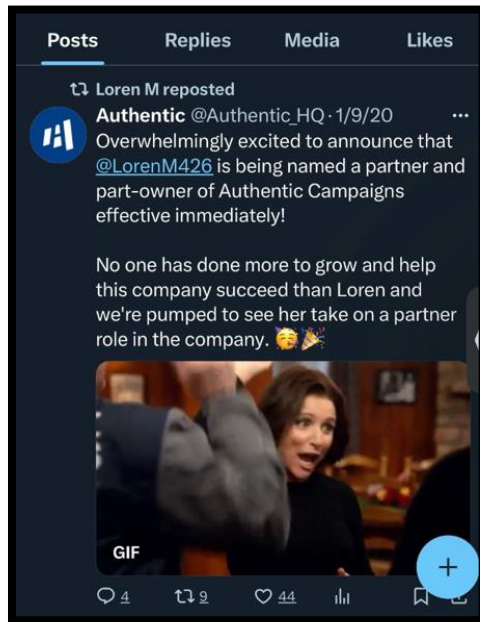 Posts Replies Media Likes
Loren M reposted
Authentic @Authentic_HQ · 1/9/20 ...
Overwhelmingly excited to announce that
@LorenM426 is being named a partner and
part-owner of Authentic Campaigns
effective immediately!
No one has done more to grow and help
this company succeed than Loren and
we're pumped to see her take on a partner
role in the company. 🥳🎉
GIF
4 9 44